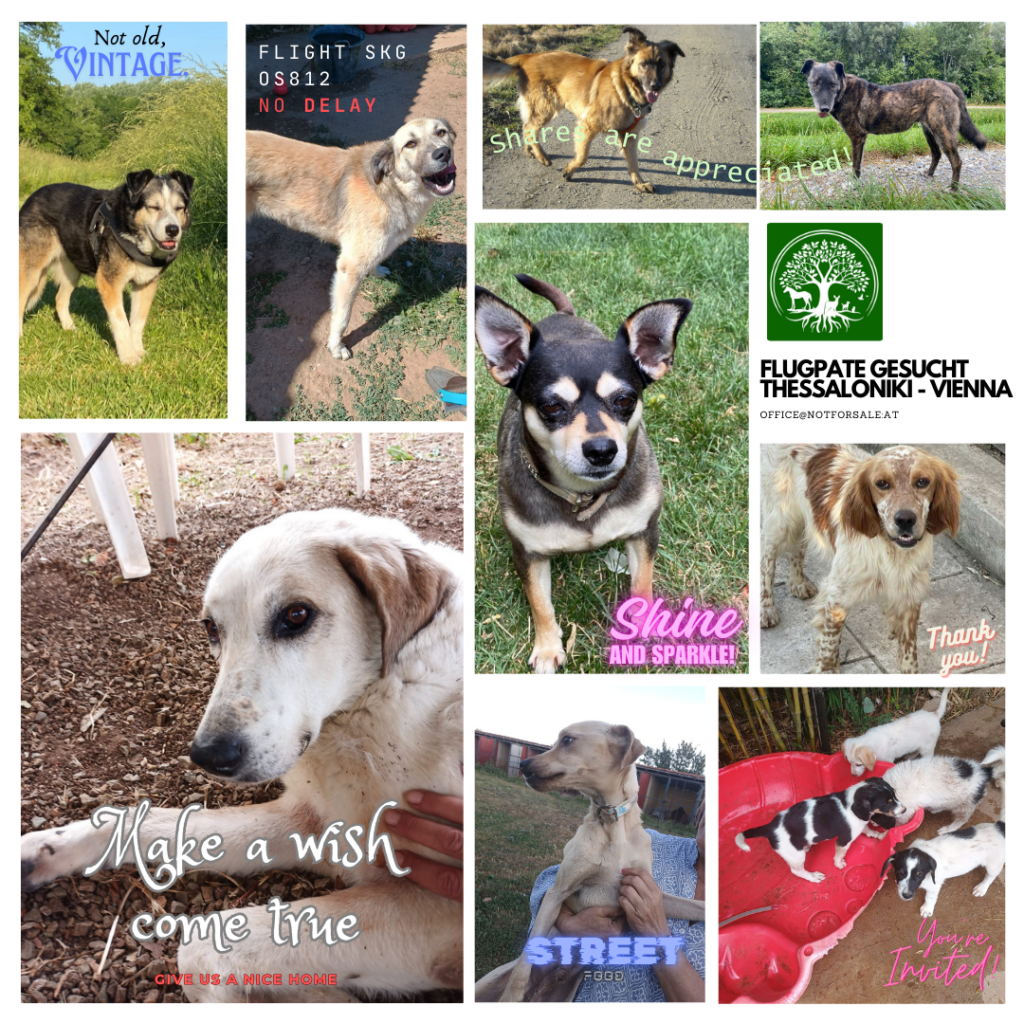 Not old,
VINTAGE.
FLIGHT SKG
OS812
NO DELAY
Shares are appreciated!
FLUGPATE GESUCHT
THESSALONIKI - VIENNA
OFFICE@NOTFORSALE.AT
Shine
AND SPARKLE!
Thank
you!
Make a wish
come true
GIVE US A NICE HOME
STREET
FOOD
You're
Invited!